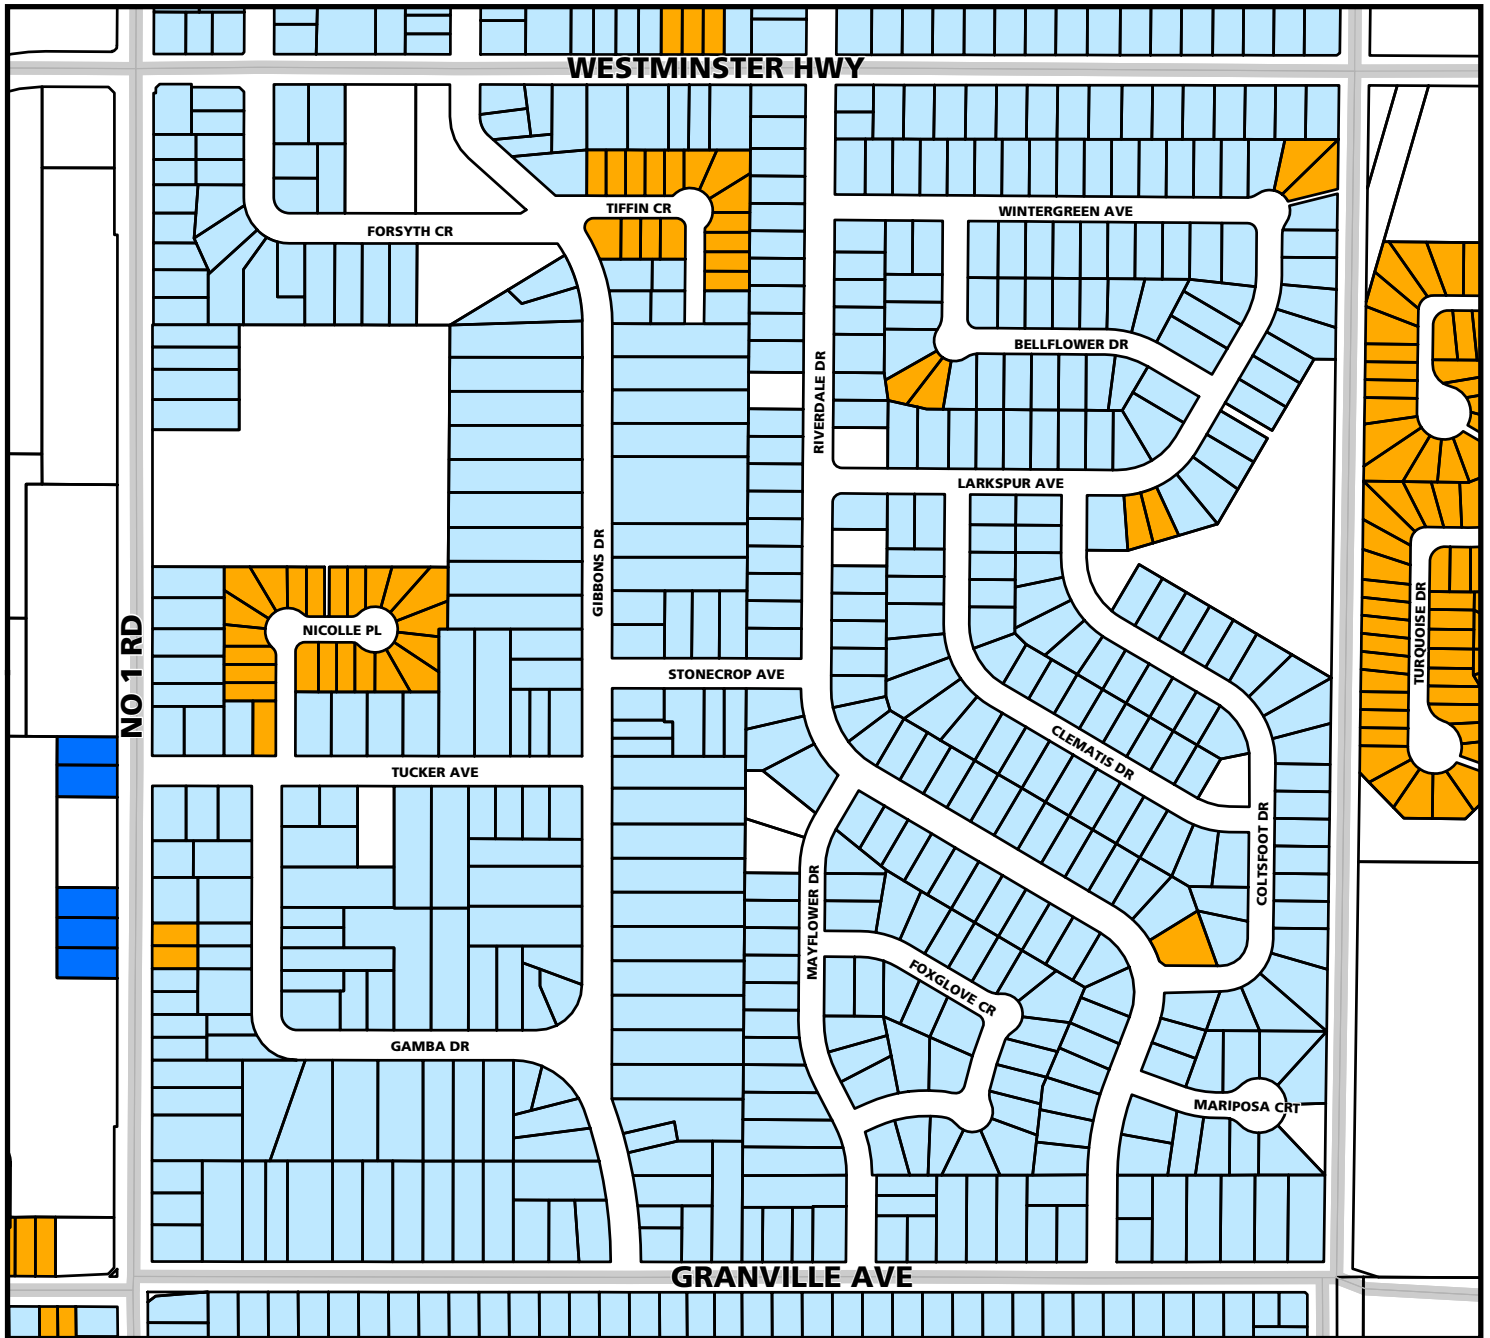 WESTMINSTER HWY
TIFFIN CR
WINTERGREEN AVE
FORSYTH CR
BELLFLOWER DR
RIVERDALE DR
LARKSPUR AVE
GIBBONS DR
TURQUOISE DR
NICOLLE PL
NO 1 RD
STONECROP AVE
CLEMATIS DR
TUCKER AVE
COLTSFOOT DR
MAYFLOWER DR
FOXGLOVE CR
GAMBA DR
MARIPOSA CRT
GRANVILLE AVE